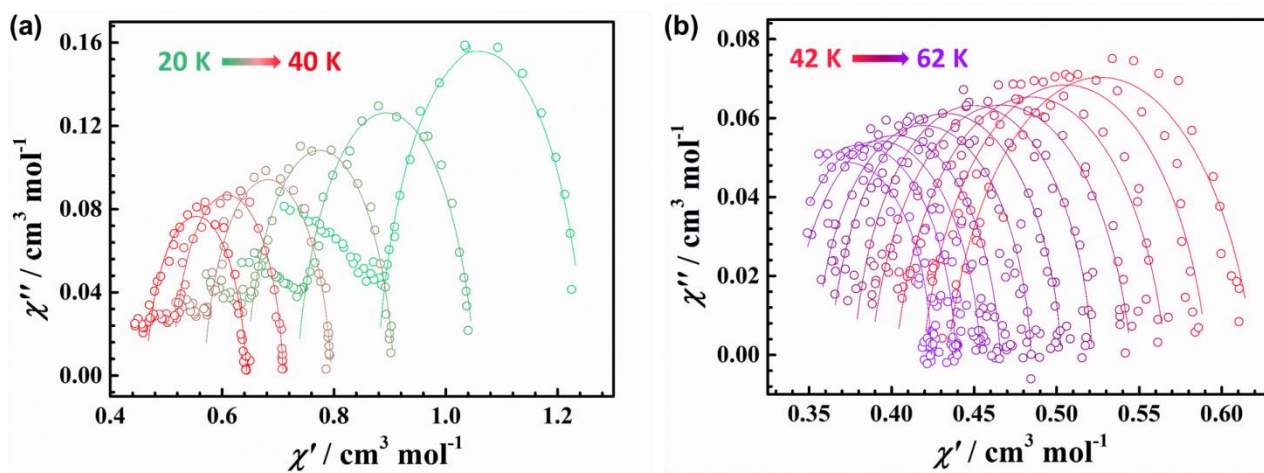 (a)
20 K → 40 K
χ'' / cm³ mol⁻¹
0.16
0.12
0.08
0.04
0.00
0.4 0.6 0.8 1.0 1.2
χ' / cm³ mol⁻¹
(b)
42 K → 62 K
χ'' / cm³ mol⁻¹
0.08
0.06
0.04
0.02
0.00
0.35 0.40 0.45 0.50 0.55 0.60
χ' / cm³ mol⁻¹